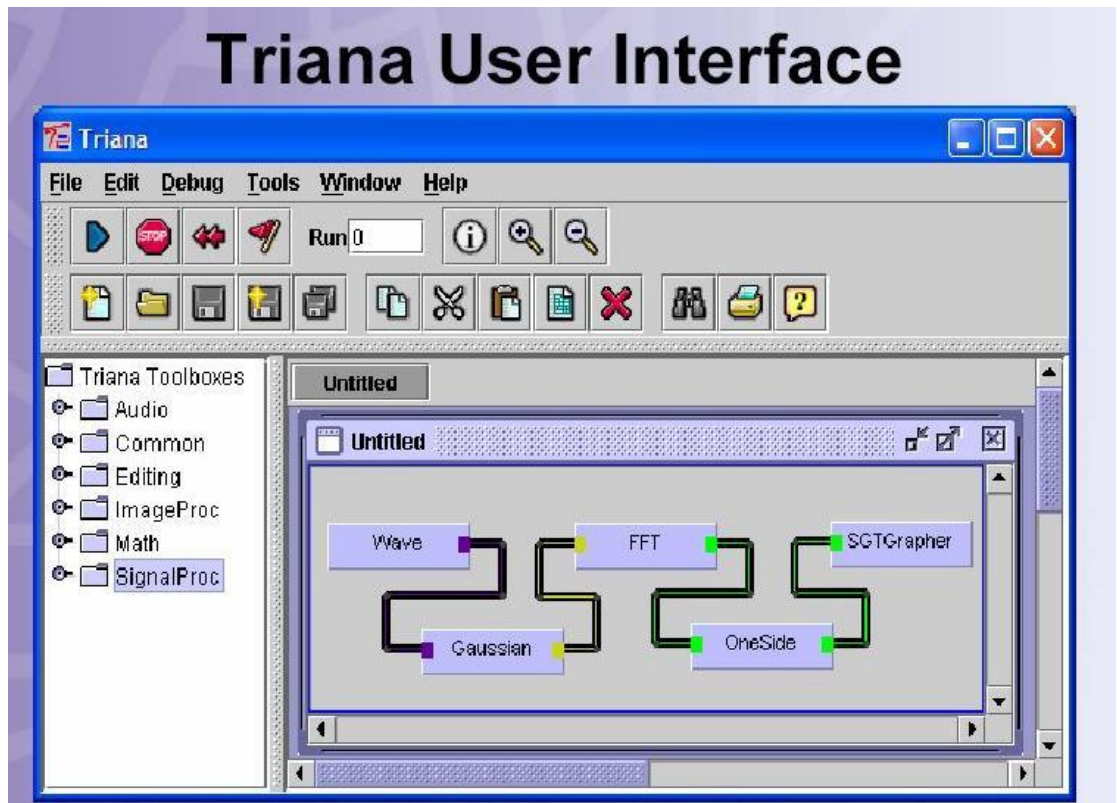 Triana User Interface
Triana
File Edit Debug Tools Window Help
STOP Run 0
Triana Toolboxes
Audio
Common
Editing
ImageProc
Math
SignalProc
Untitled
Untitled
Wave FFT SGTGrapher
Gaussian OneSide